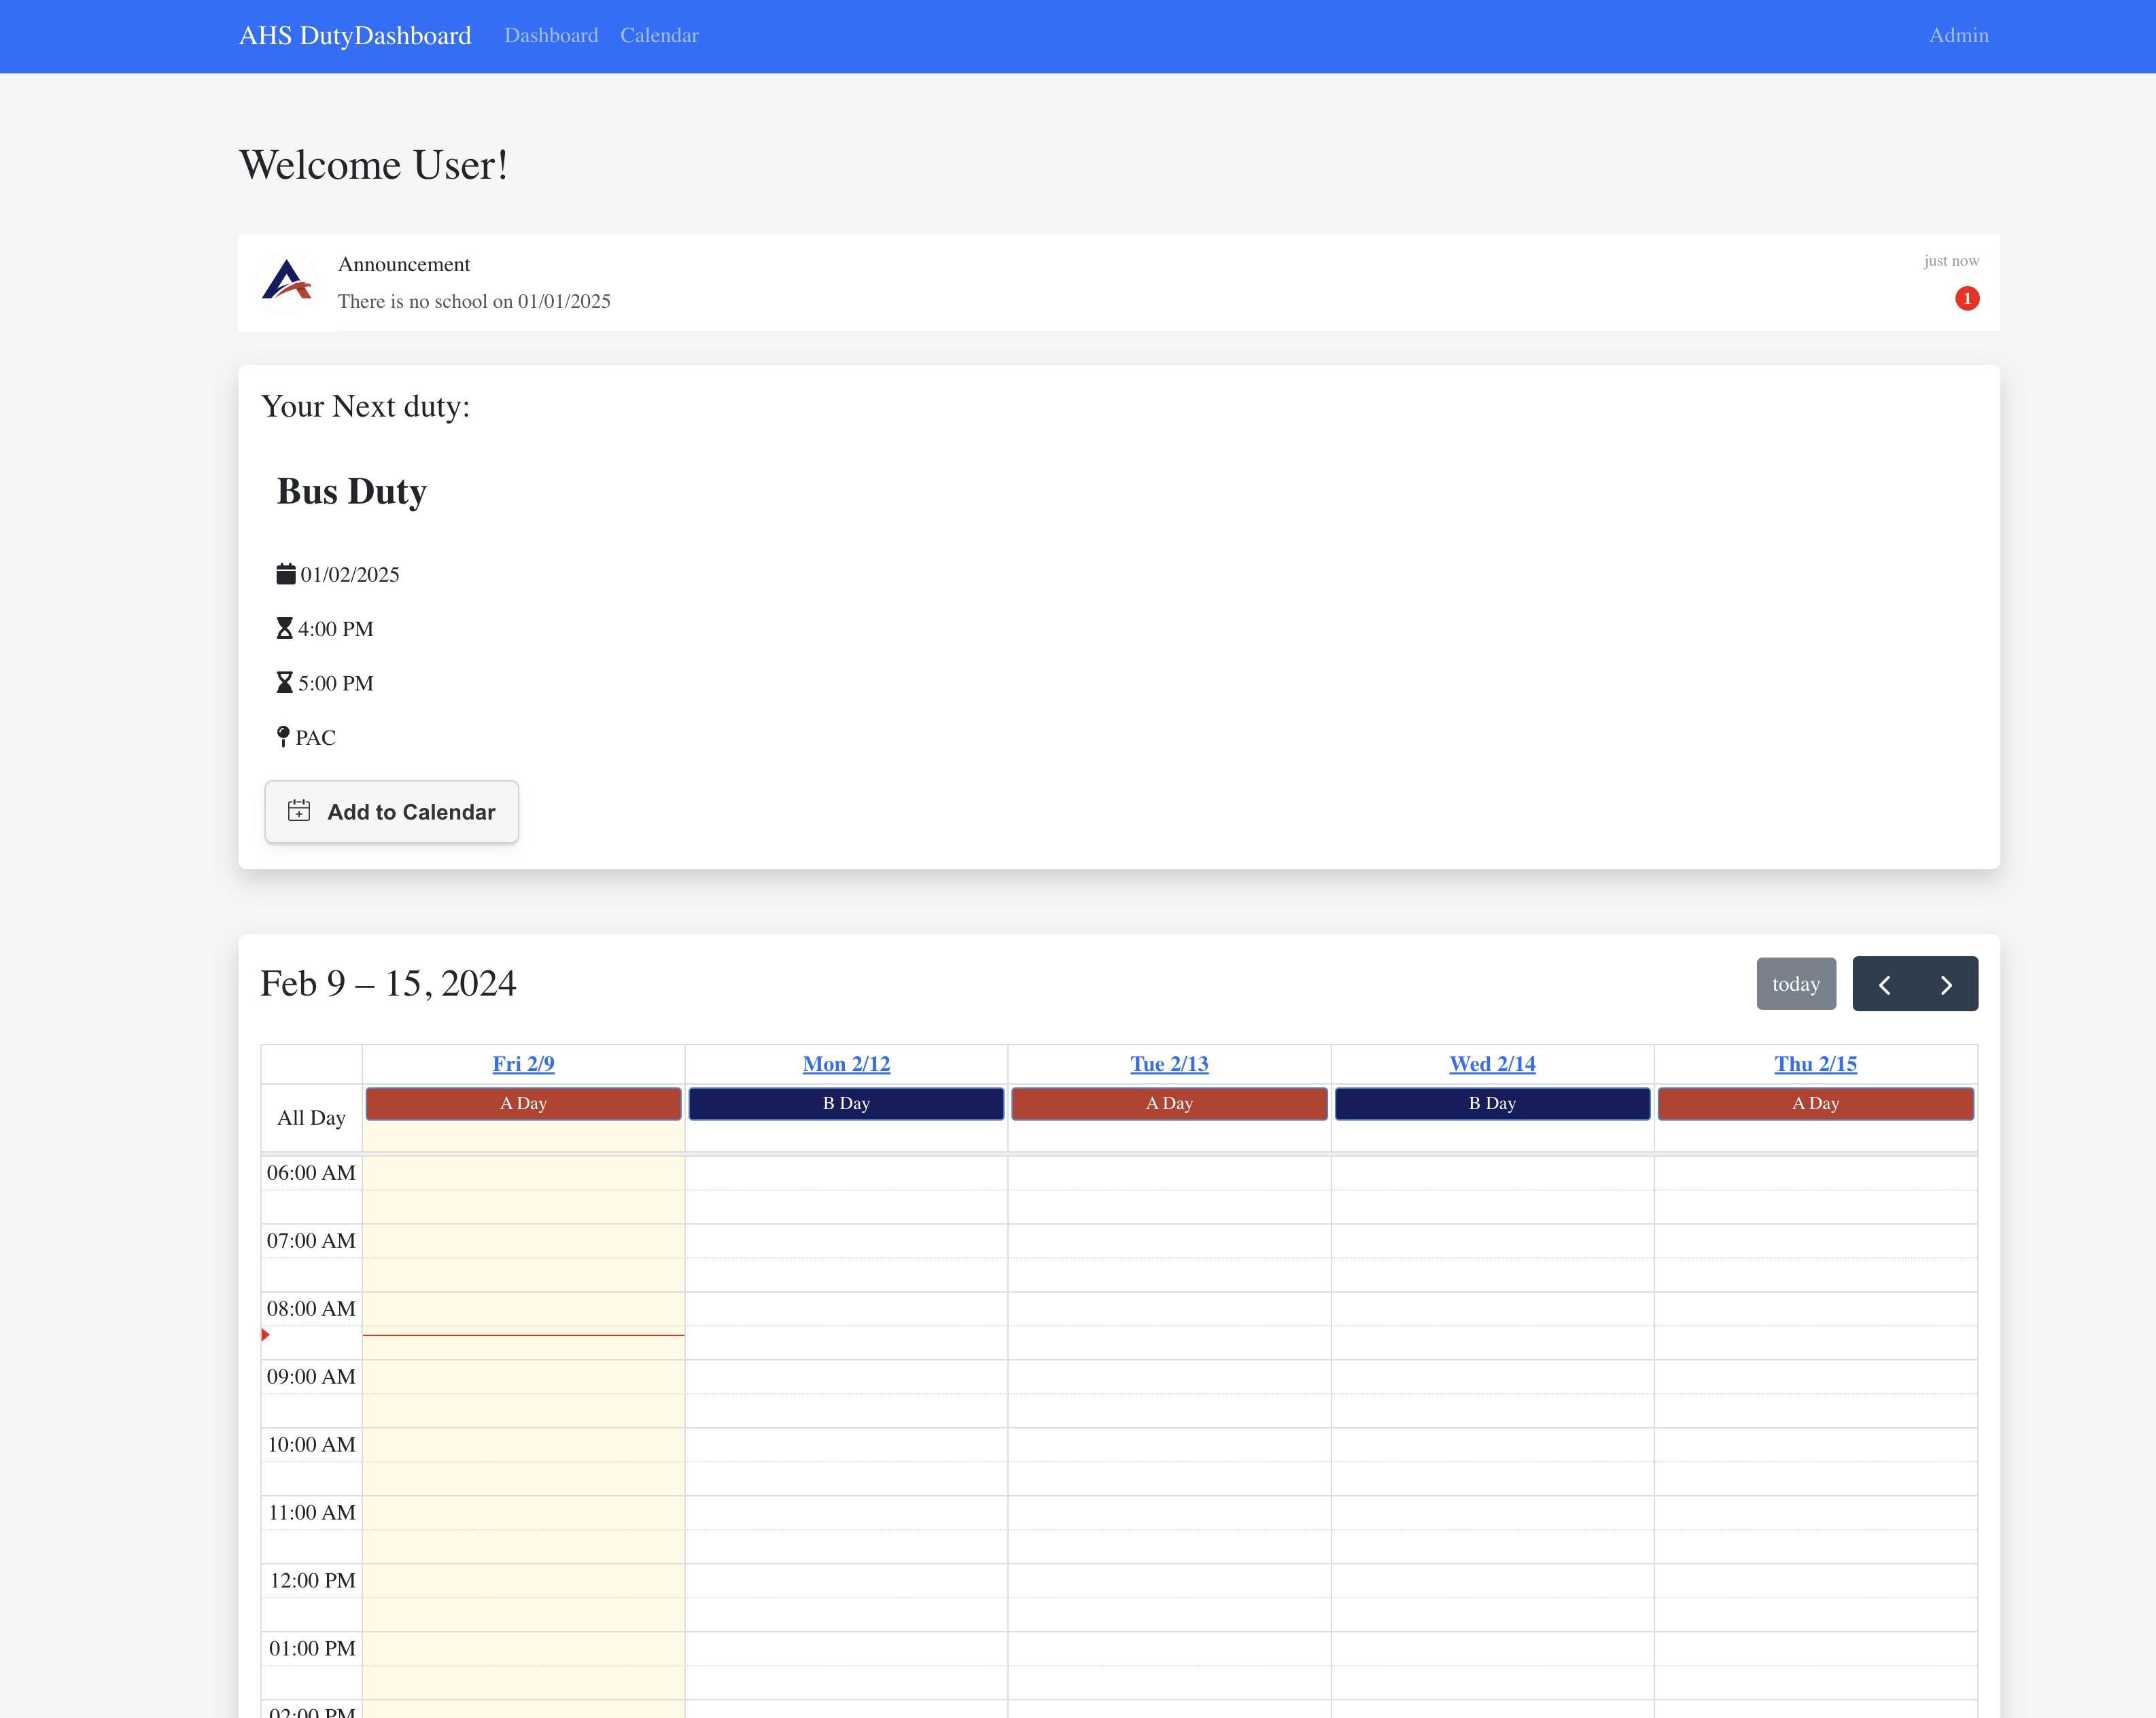 AHS DutyDashboard Dashboard Calendar Admin
Welcome User!
Announcement just now
There is no school on 01/01/2025 1
Your Next duty:
Bus Duty
01/02/2025
4:00 PM
5:00 PM
PAC
Add to Calendar
Feb 9 – 15, 2024 today
Fri 2/9 Mon 2/12 Tue 2/13 Wed 2/14 Thu 2/15
All Day A Day B Day A Day B Day A Day
06:00 AM
07:00 AM
08:00 AM
09:00 AM
10:00 AM
11:00 AM
12:00 PM
01:00 PM
02:00 PM